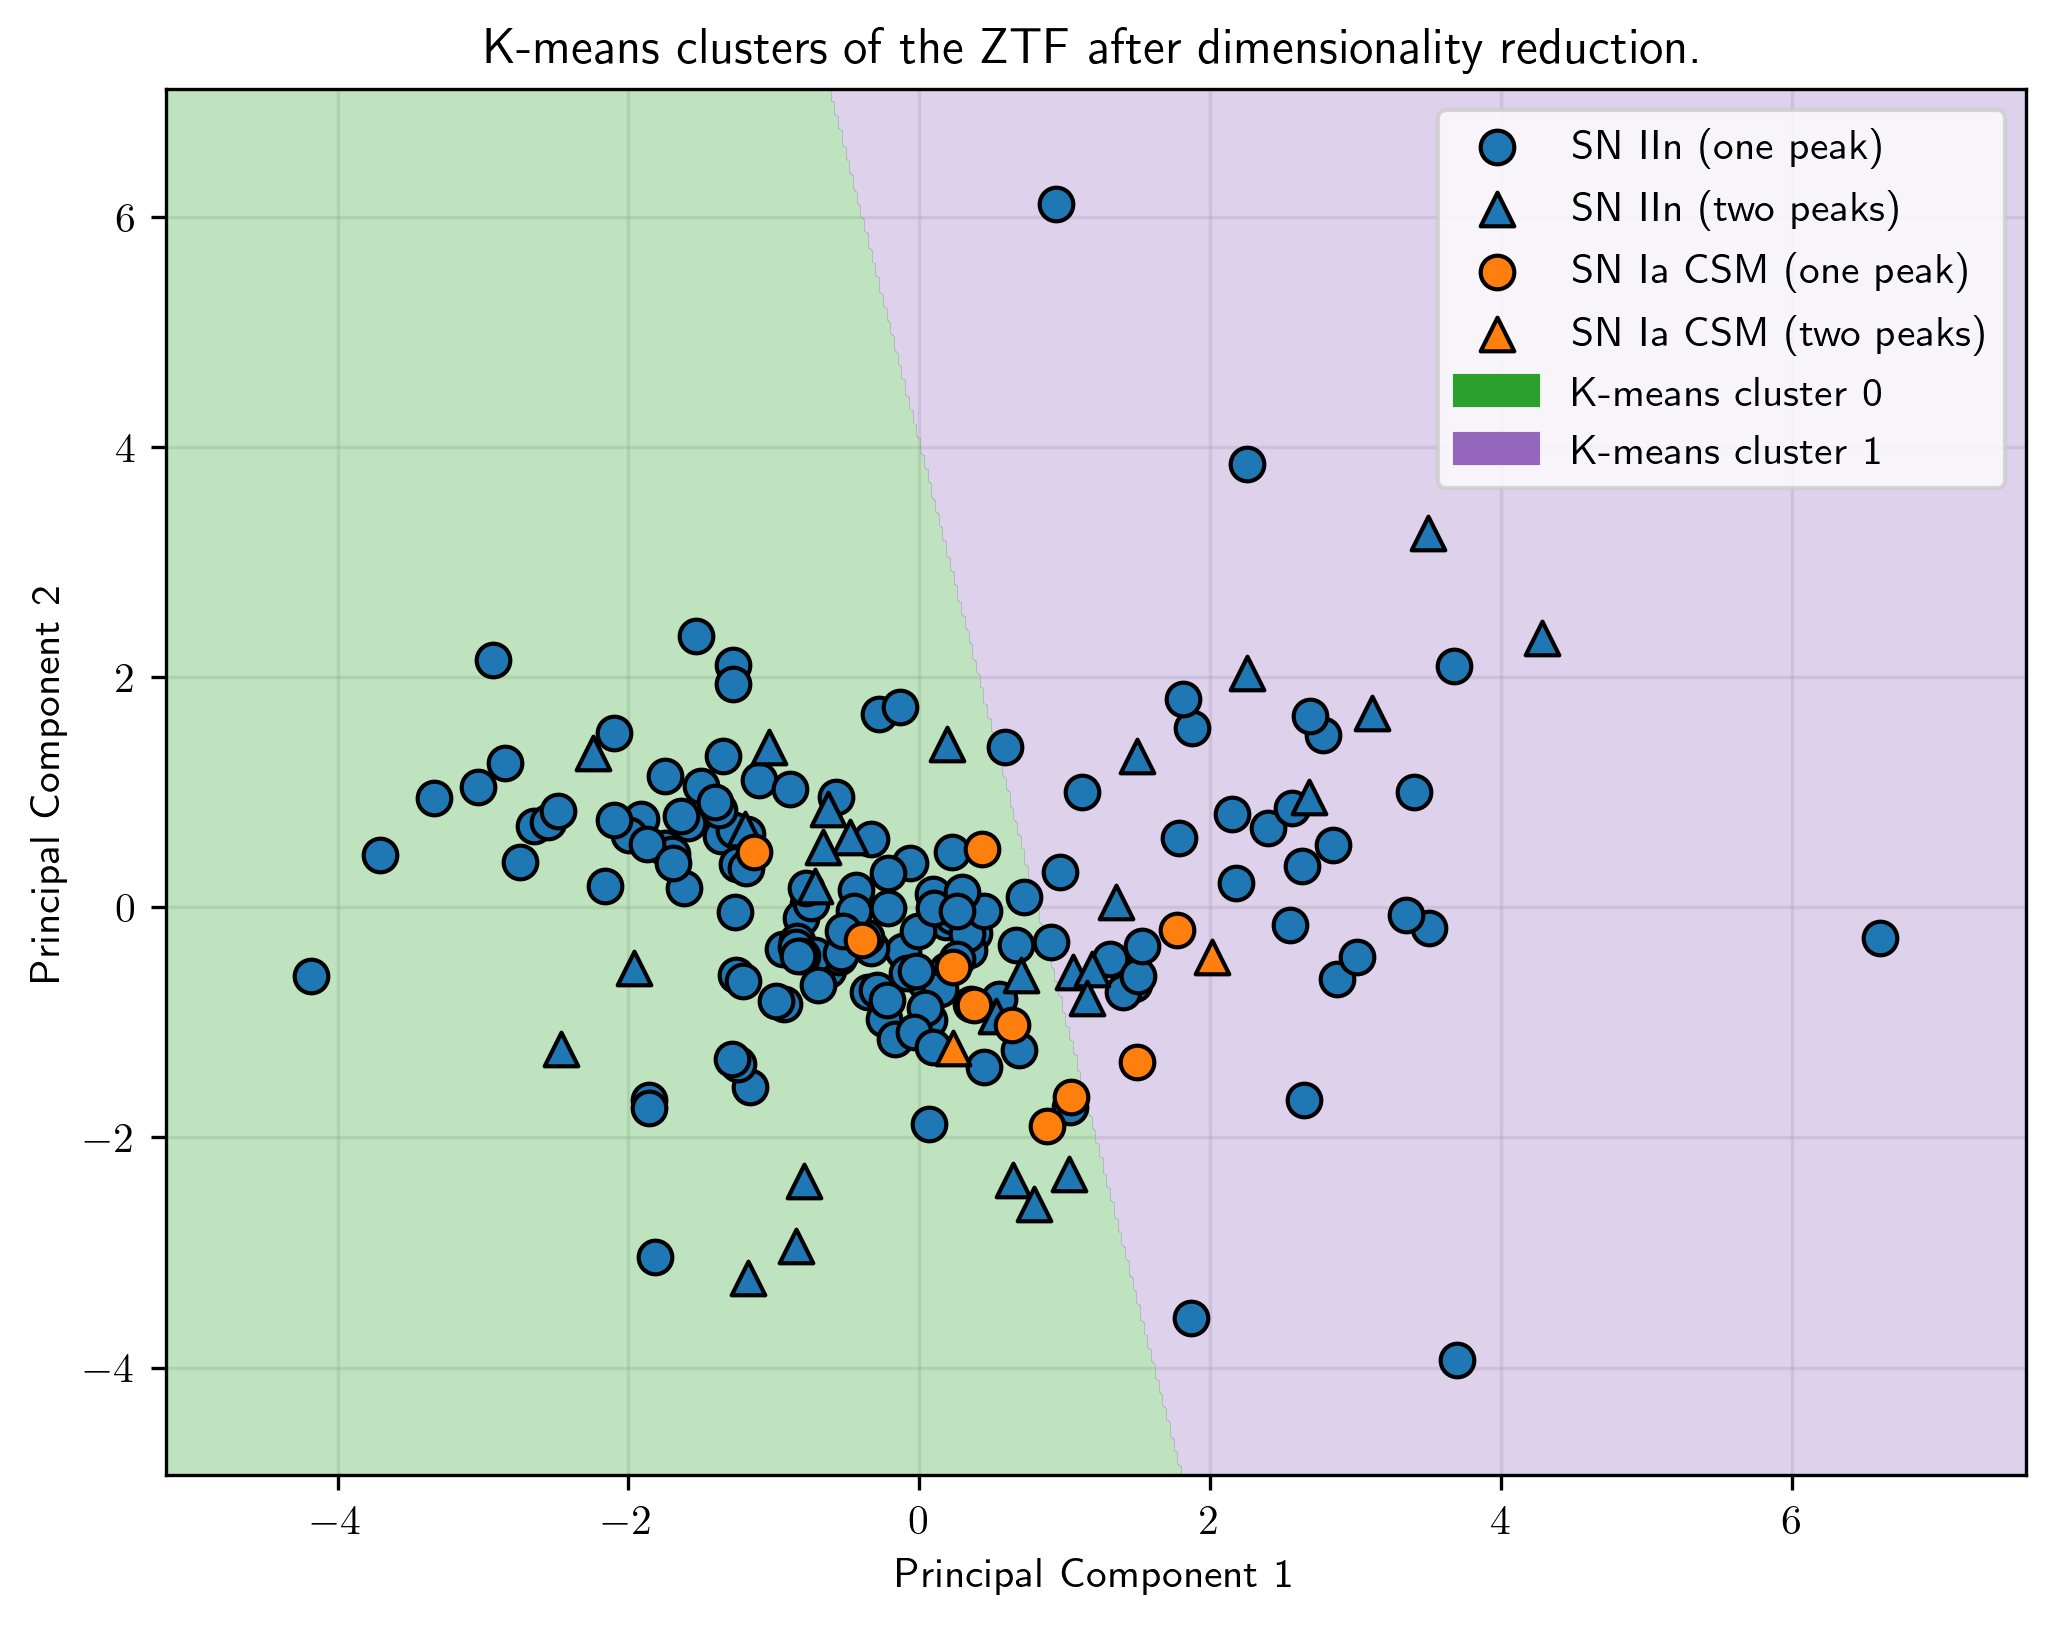 K-means clusters of the ZTF after dimensionality reduction.
SN IIn (one peak)
SN IIn (two peaks)
SN Ia CSM (one peak)
SN Ia CSM (two peaks)
K-means cluster 0
K-means cluster 1
6
4
2
0
−2
−4
Principal Component 2
−4 −2 0 2 4 6
Principal Component 1